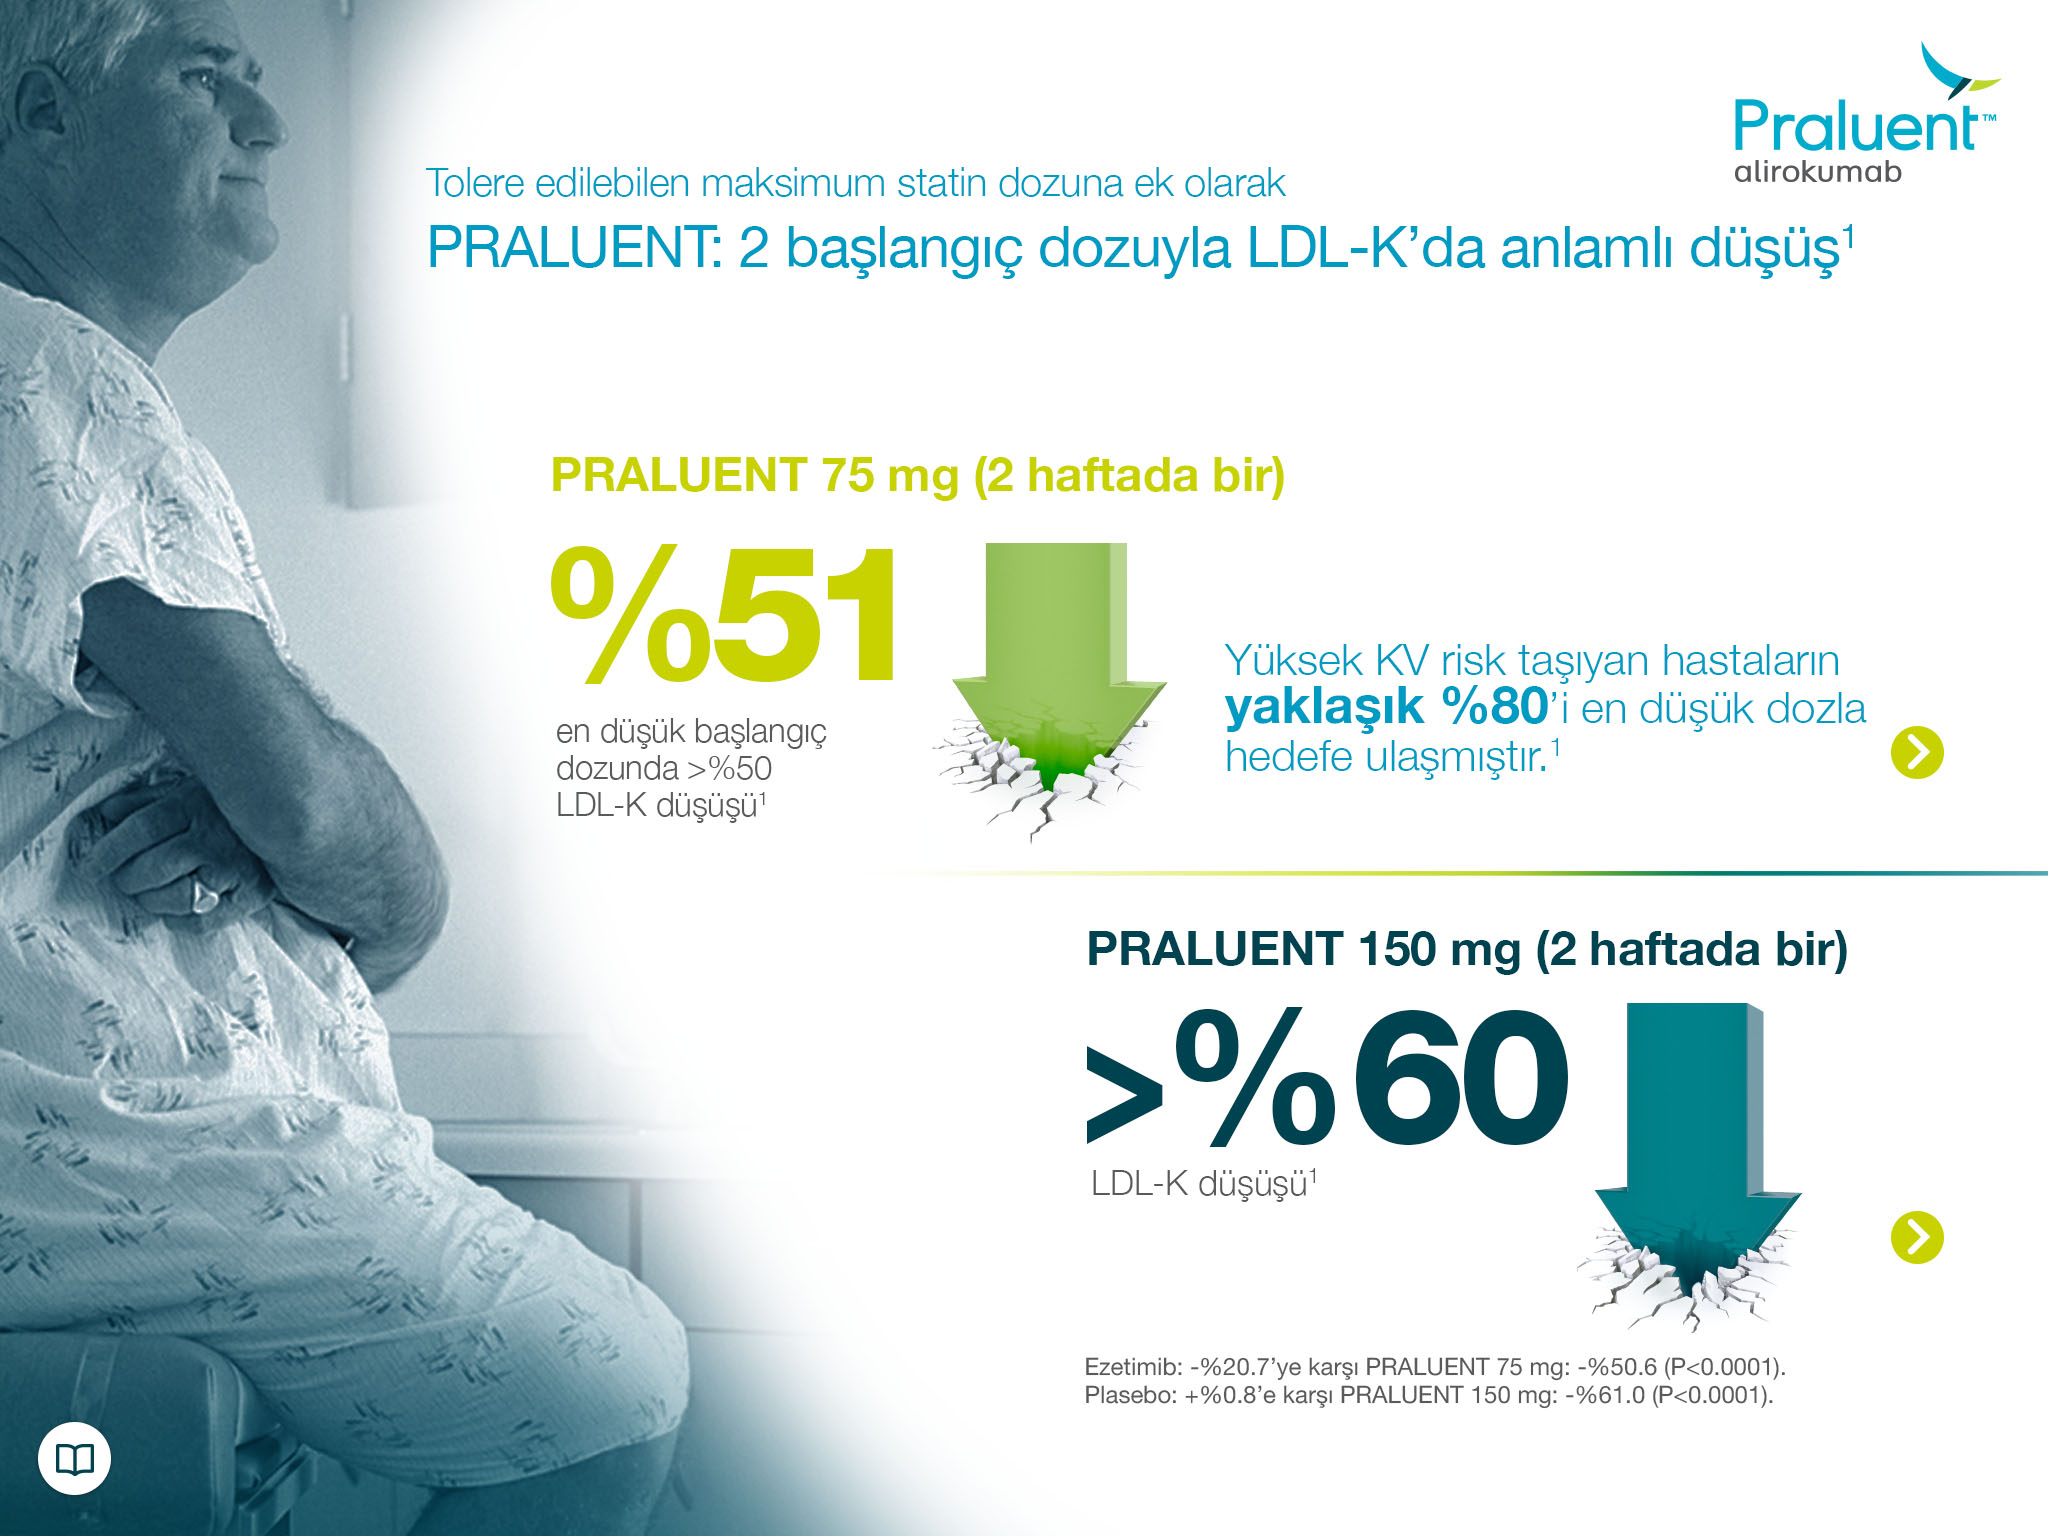 Praluent™
alirokumab
Tolere edilebilen maksimum statin dozuna ek olarak
PRALUENT: 2 başlangıç dozuyla LDL-K’da anlamlı düşüş¹
PRALUENT 75 mg (2 haftada bir)
%51
en düşük başlangıç
dozunda >%50
LDL-K düşüşü¹
Yüksek KV risk taşıyan hastaların
yaklaşık %80’i en düşük dozla
hedefe ulaşmıştır.¹
PRALUENT 150 mg (2 haftada bir)
>%60
LDL-K düşüşü¹
Ezetimib: -%20.7’ye karşı PRALUENT 75 mg: -%50.6 (P<0.0001).
Plasebo: +%0.8’e karşı PRALUENT 150 mg: -%61.0 (P<0.0001).